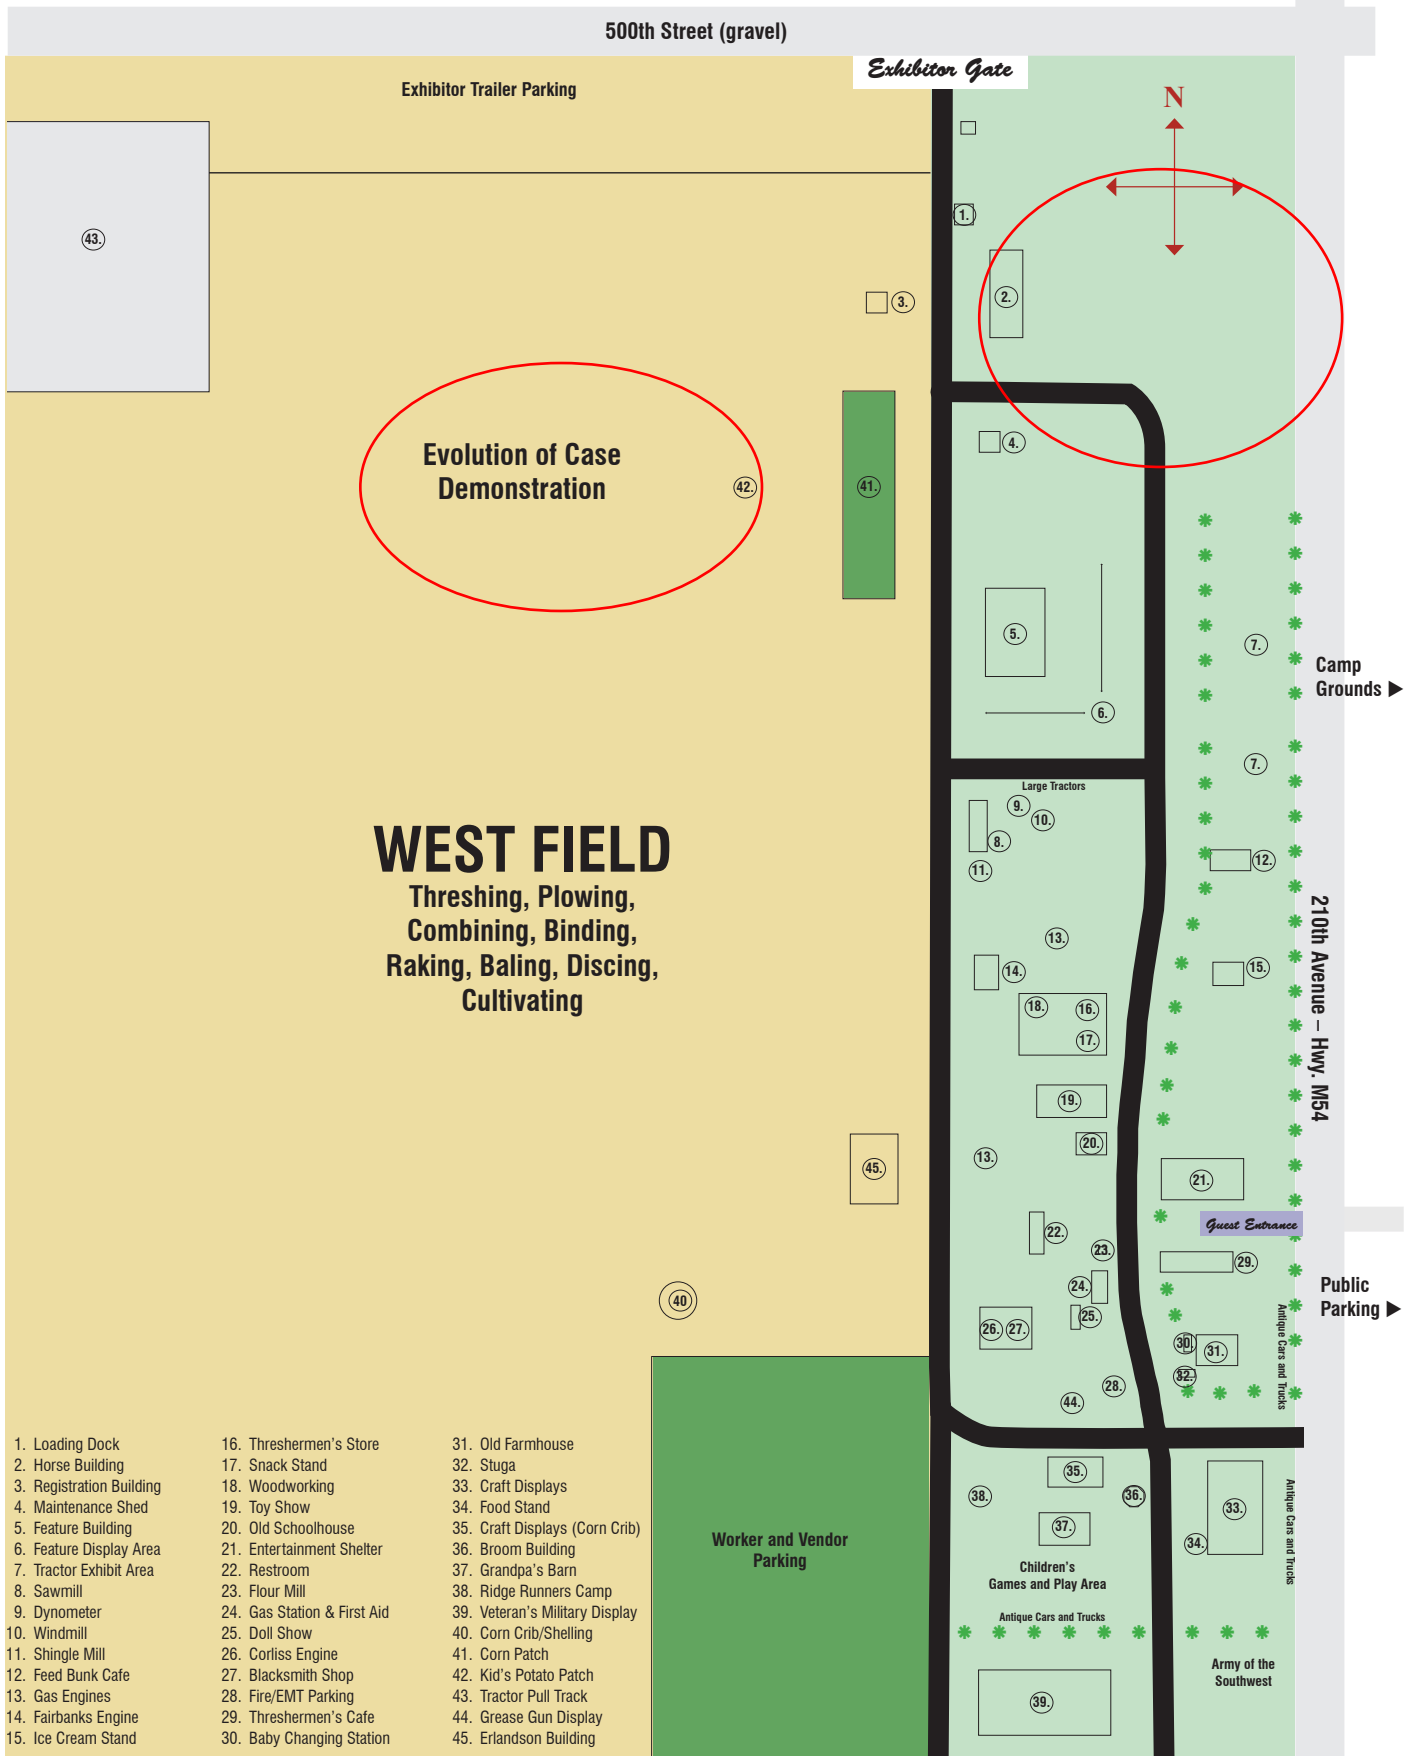 500th Street (gravel)
Exhibitor Gate
Exhibitor Trailer Parking
N
43.
1.
2.
3.
Evolution of Case
Demonstration
42.
41.
4.
5.
6.
7.
Camp
Grounds ▶
7.
Large Tractors
9.
10.
8.
11.
12.
WEST FIELD
Threshing, Plowing,
Combining, Binding,
Raking, Baling, Discing,
Cultivating
13.
14.
15.
210th Avenue – Hwy. M54
18.
16.
17.
19.
20.
13.
45.
21.
Guest Entrance
22.
23.
29.
24.
25.
40
26.
27.
Public
Parking ▶
30.
31.
32.
Antique Cars and Trucks
28.
44.
1. Loading Dock
2. Horse Building
3. Registration Building
4. Maintenance Shed
5. Feature Building
6. Feature Display Area
7. Tractor Exhibit Area
8. Sawmill
9. Dynometer
10. Windmill
11. Shingle Mill
12. Feed Bunk Cafe
13. Gas Engines
14. Fairbanks Engine
15. Ice Cream Stand
16. Threshermen's Store
17. Snack Stand
18. Woodworking
19. Toy Show
20. Old Schoolhouse
21. Entertainment Shelter
22. Restroom
23. Flour Mill
24. Gas Station & First Aid
25. Doll Show
26. Corliss Engine
27. Blacksmith Shop
28. Fire/EMT Parking
29. Threshermen's Cafe
30. Baby Changing Station
31. Old Farmhouse
32. Stuga
33. Craft Displays
34. Food Stand
35. Craft Displays (Corn Crib)
36. Broom Building
37. Grandpa's Barn
38. Ridge Runners Camp
39. Veteran's Military Display
40. Corn Crib/Shelling
41. Corn Patch
42. Kid's Potato Patch
43. Tractor Pull Track
44. Grease Gun Display
45. Erlandson Building
Worker and Vendor
Parking
35.
38.
36.
37.
33.
34.
Antique Cars and Trucks
Children's
Games and Play Area
Antique Cars and Trucks
Army of the
Southwest
39.